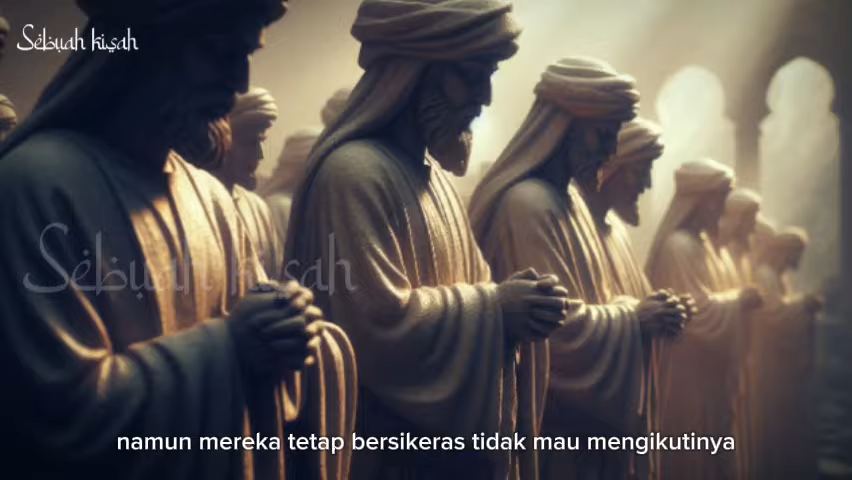 Sebuah kisah
Sebuah kisah
namun mereka tetap bersikeras tidak mau mengikutinya